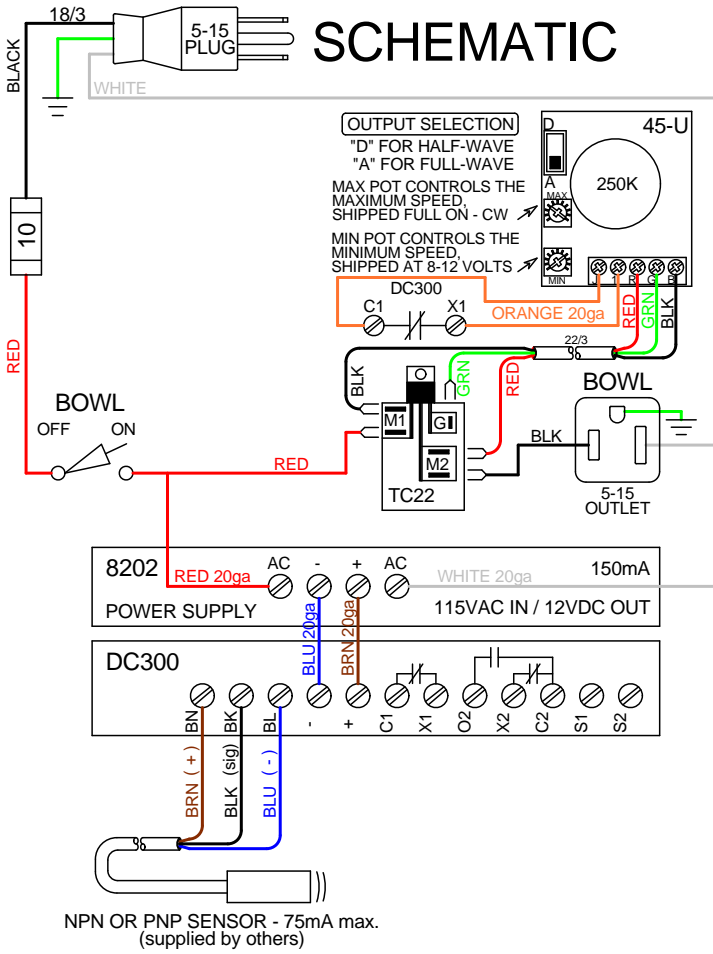 18/3
5-15
PLUG
SCHEMATIC
BLACK
WHITE
OUTPUT SELECTION
"D" FOR HALF-WAVE
"A" FOR FULL-WAVE
MAX POT CONTROLS THE
MAXIMUM SPEED,
SHIPPED FULL ON - CW
MIN POT CONTROLS THE
MINIMUM SPEED,
SHIPPED AT 8-12 VOLTS
D
45-U
A
MAX
250K
MIN
J
1
R
G
B
10
DC300
C1
X1
ORANGE 20ga
RED
GRN
BLK
22/3
RED
BLK
GRN
RED
BOWL
OFF
ON
RED
M1
G
M2
TC22
BLK
BOWL
5-15
OUTLET
8202
RED 20ga
AC
-
+
AC
WHITE 20ga
150mA
POWER SUPPLY
115VAC IN / 12VDC OUT
BLU 20ga
BRN 20ga
DC300
BN
BK
BL
-
+
C1
X1
O2
X2
C2
S1
S2
BRN ( + )
BLK (sig)
BLU ( - )
NPN OR PNP SENSOR - 75mA max.
(supplied by others)